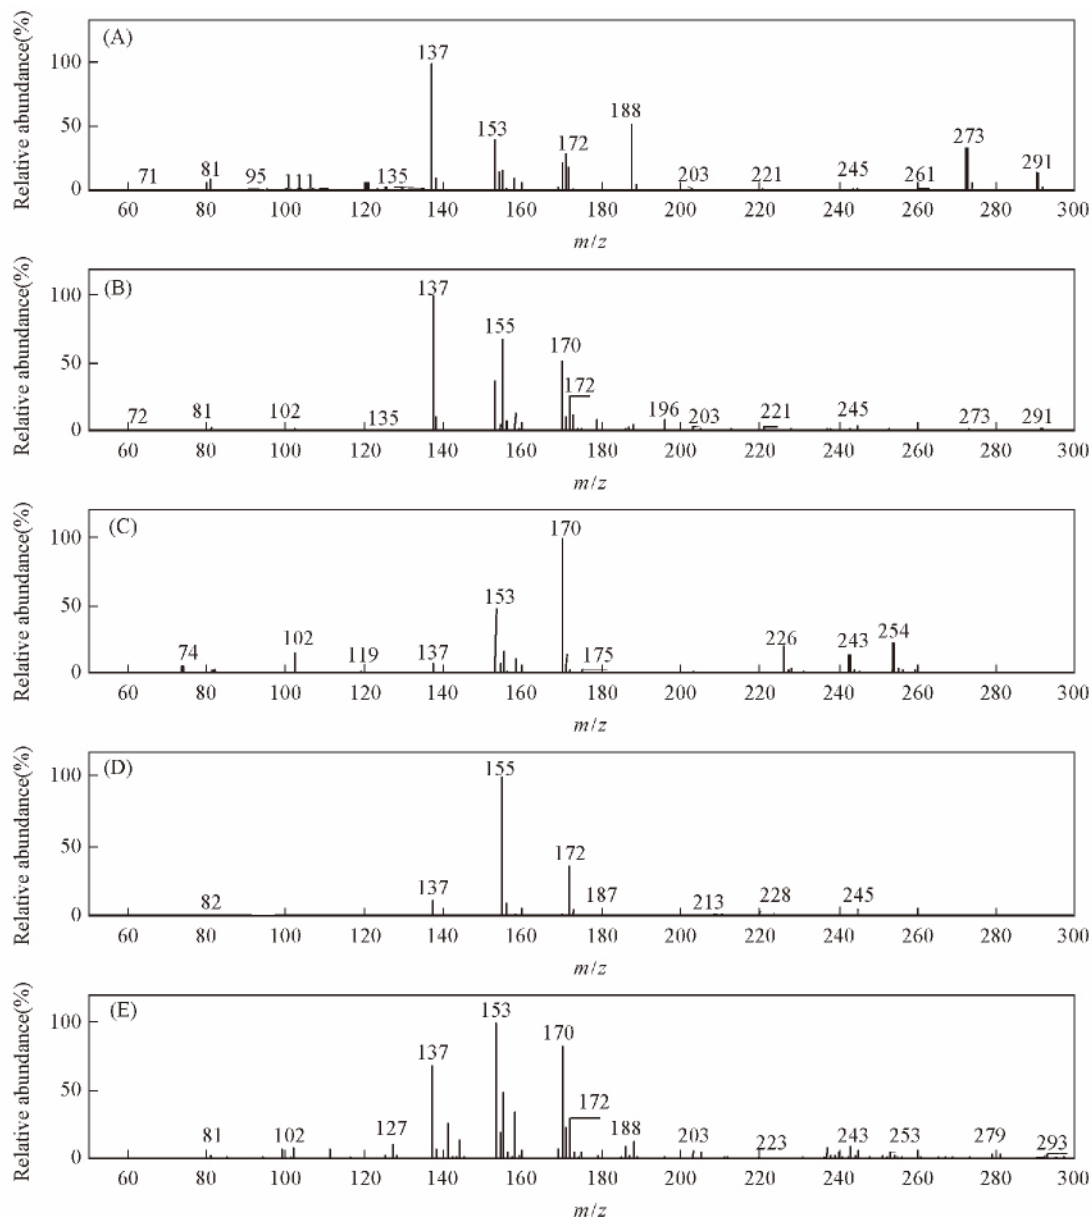 Relative abundance(%)
(A)
100
50
0
71 81 95 111 135 137 153 172 188 203 221 245 261 273 291
60 80 100 120 140 160 180 200 220 240 260 280 300
m/z
Relative abundance(%)
(B)
100
50
0
72 81 102 135 137 155 170 172 196 203 221 245 273 291
60 80 100 120 140 160 180 200 220 240 260 280 300
m/z
Relative abundance(%)
(C)
100
50
0
74 102 119 137 153 170 175 226 243 254
60 80 100 120 140 160 180 200 220 240 260 280 300
m/z
Relative abundance(%)
(D)
100
50
0
82 137 155 172 187 213 228 245
60 80 100 120 140 160 180 200 220 240 260 280 300
m/z
Relative abundance(%)
(E)
100
50
0
81 102 127 137 153 170 172 188 203 223 243 253 279 293
60 80 100 120 140 160 180 200 220 240 260 280 300
m/z